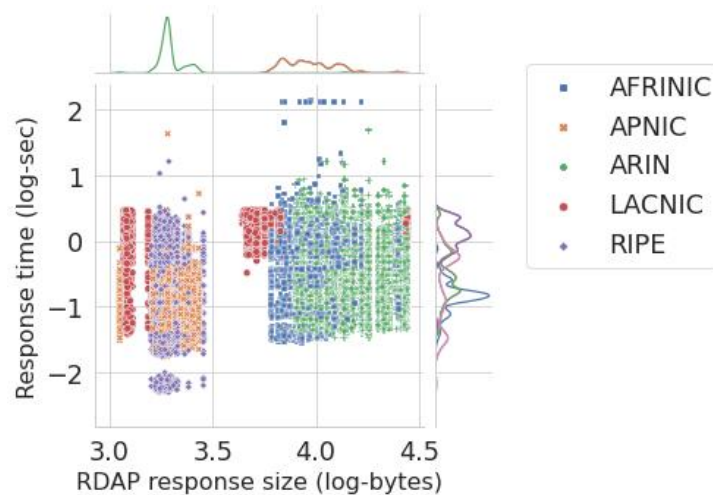 2
1
0
−1
−2
Response time (log-sec)
3.0 3.5 4.0 4.5
RDAP response size (log-bytes)
AFRINIC
APNIC
ARIN
LACNIC
RIPE